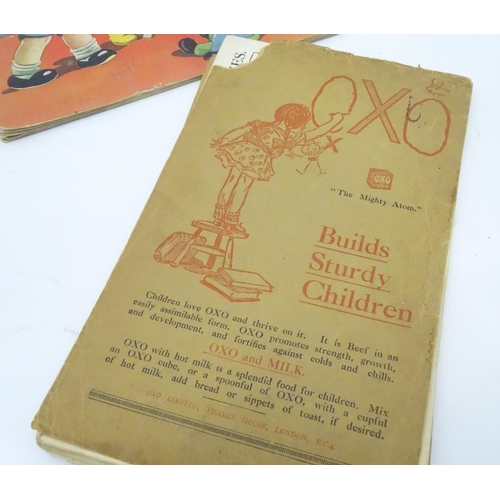 ES.
OXO
OXO
"The Mighty Atom."
Builds
Sturdy
Children
Children love OXO and thrive on it. It is Beef in an
easily assimilable form. OXO promotes strength, growth,
and development, and fortifies against colds and chills.
OXO and MILK.
OXO with hot milk is a splendid food for children. Mix
an OXO cube, or a spoonful of OXO, with a cupful
of hot milk, add bread or sippets of toast, if desired.
OXO LIMITED, THAMES HOUSE, LONDON, E.C.4.